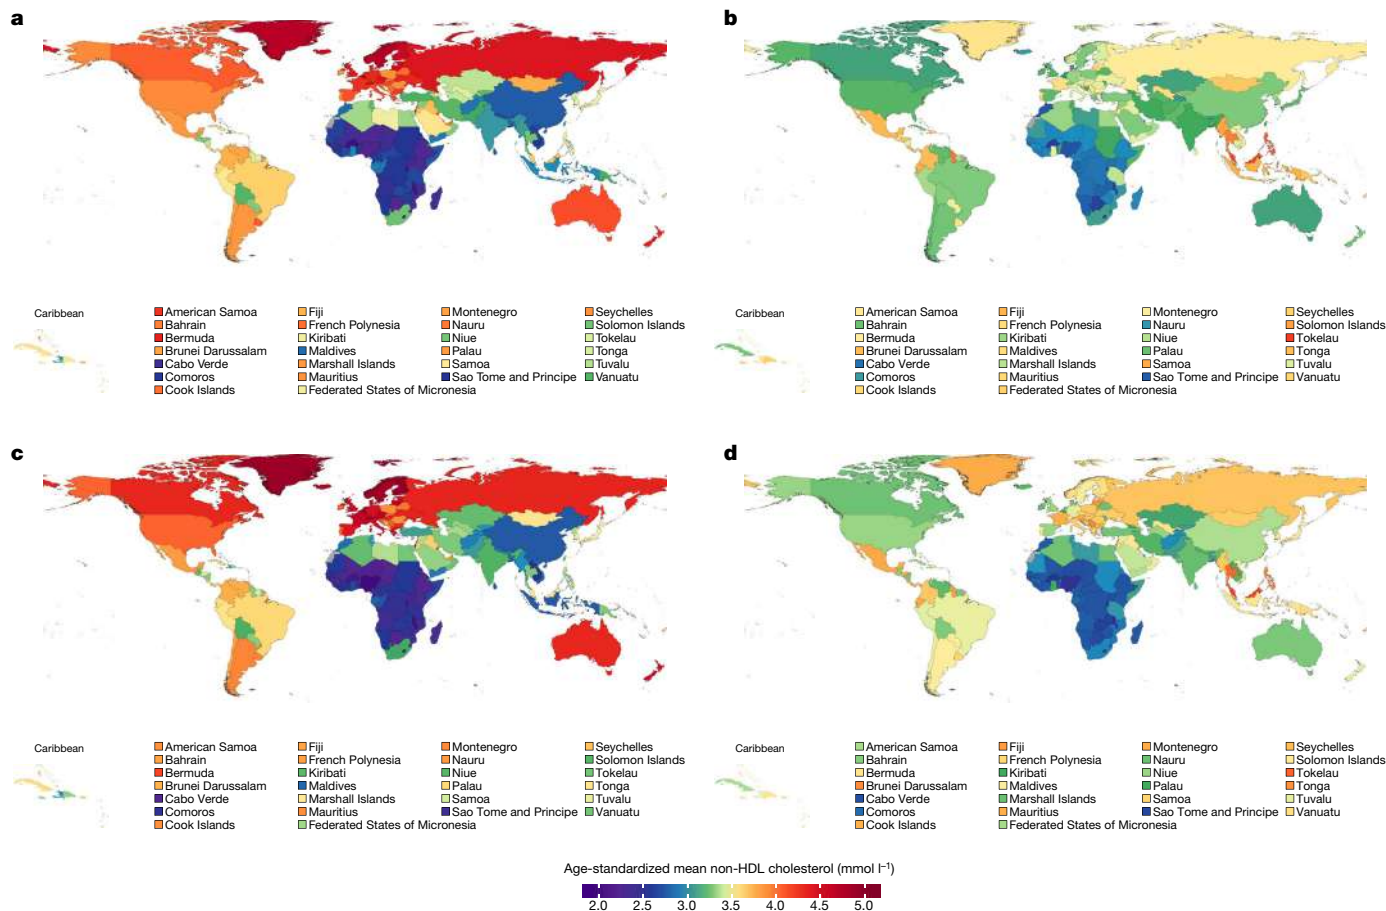 a
b
Caribbean
American Samoa Fiji Montenegro Seychelles
Bahrain French Polynesia Nauru Solomon Islands
Bermuda Kiribati Niue Tokelau
Brunei Darussalam Maldives Palau Tonga
Cabo Verde Marshall Islands Samoa Tuvalu
Comoros Mauritius Sao Tome and Principe Vanuatu
Cook Islands Federated States of Micronesia
Caribbean
American Samoa Fiji Montenegro Seychelles
Bahrain French Polynesia Nauru Solomon Islands
Bermuda Kiribati Niue Tokelau
Brunei Darussalam Maldives Palau Tonga
Cabo Verde Marshall Islands Samoa Tuvalu
Comoros Mauritius Sao Tome and Principe Vanuatu
Cook Islands Federated States of Micronesia
c
d
Caribbean
American Samoa Fiji Montenegro Seychelles
Bahrain French Polynesia Nauru Solomon Islands
Bermuda Kiribati Niue Tokelau
Brunei Darussalam Maldives Palau Tonga
Cabo Verde Marshall Islands Samoa Tuvalu
Comoros Mauritius Sao Tome and Principe Vanuatu
Cook Islands Federated States of Micronesia
Caribbean
American Samoa Fiji Montenegro Seychelles
Bahrain French Polynesia Nauru Solomon Islands
Bermuda Kiribati Niue Tokelau
Brunei Darussalam Maldives Palau Tonga
Cabo Verde Marshall Islands Samoa Tuvalu
Comoros Mauritius Sao Tome and Principe Vanuatu
Cook Islands Federated States of Micronesia
Age-standardized mean non-HDL cholesterol (mmol l⁻¹)
2.0 2.5 3.0 3.5 4.0 4.5 5.0